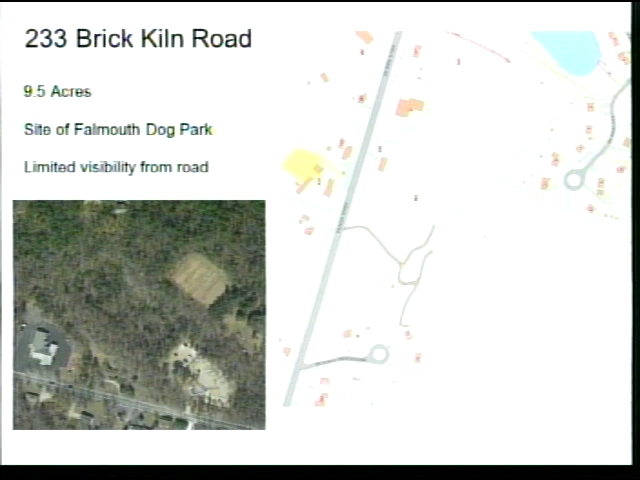 233 Brick Kiln Road
9.5 Acres
Site of Falmouth Dog Park
Limited visibility from road